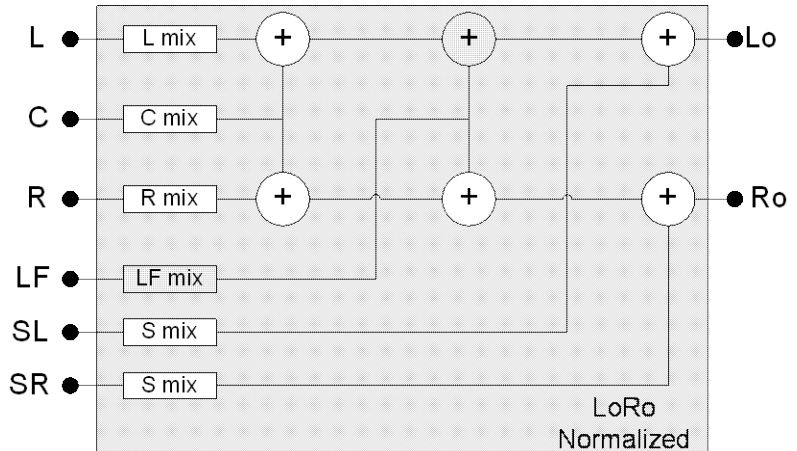 L L mix + + + Lo
C C mix
R R mix + + + Ro
LF LF mix
SL S mix
SR S mix
LoRo
Normalized